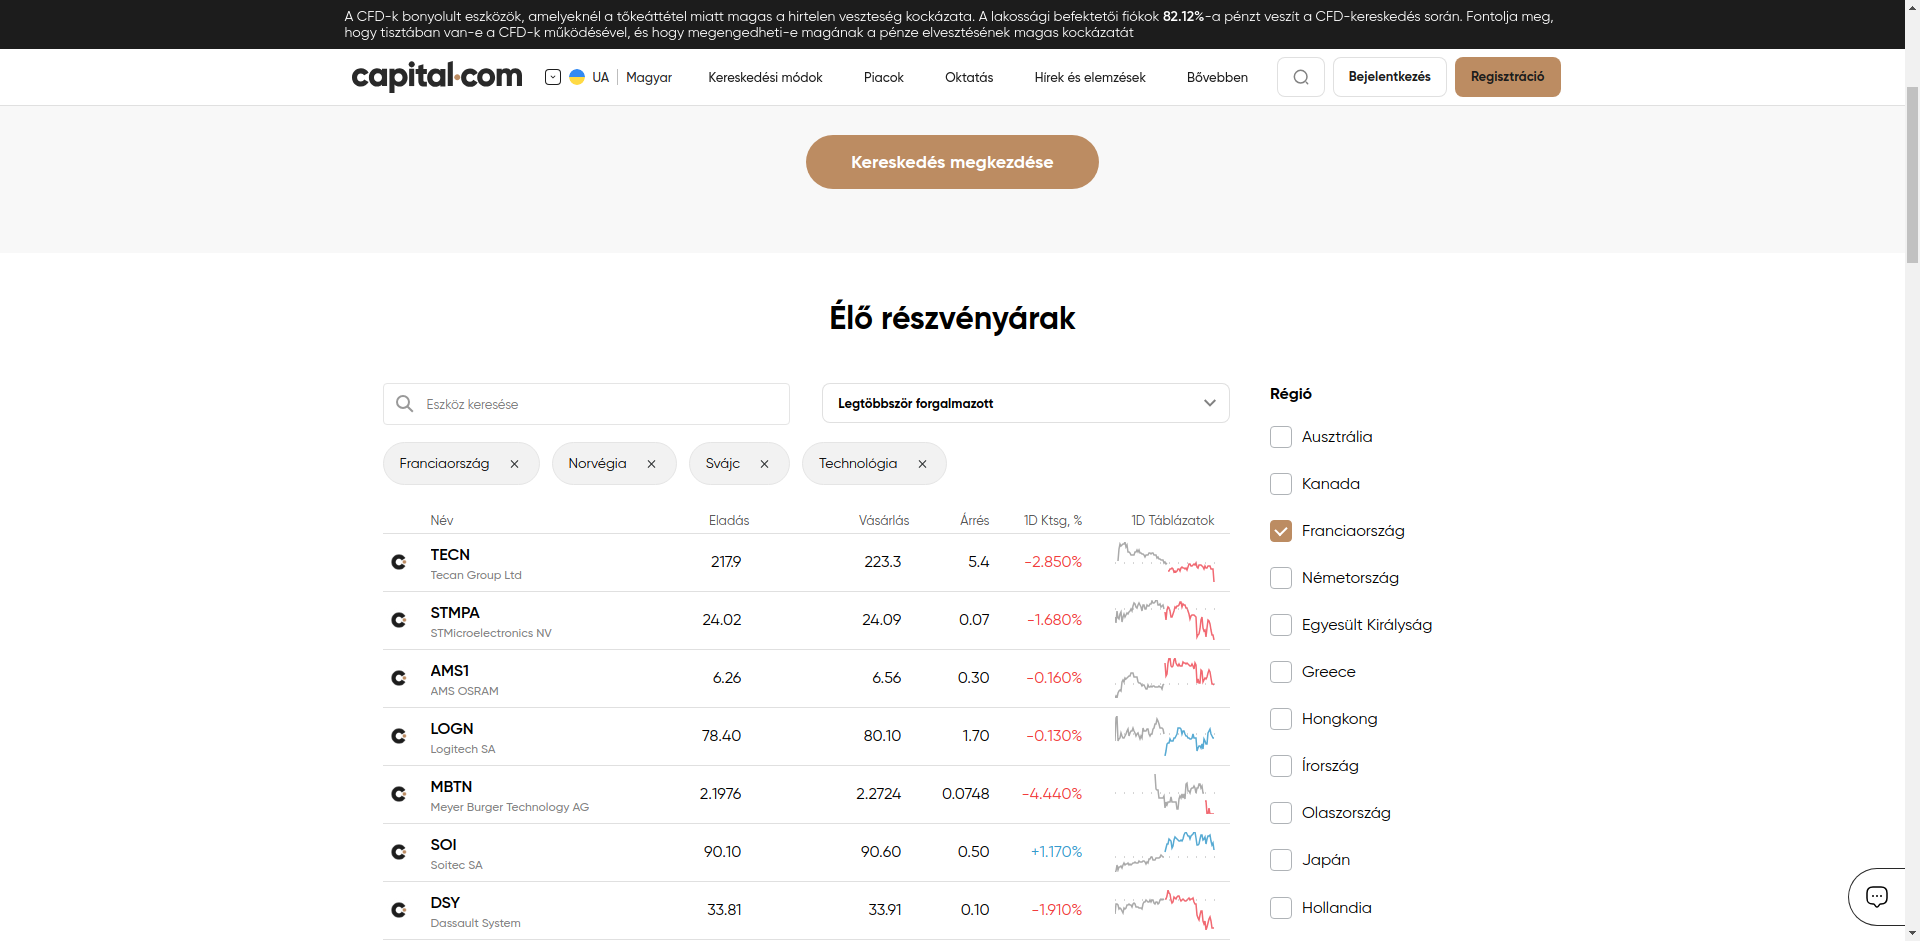 A CFD-k bonyolult eszközök, amelyeknél a tőkeáttétel miatt magas a hirtelen veszteség kockázata. A lakossági befektetői fiókok 82.12%-a pénzt veszít a CFD-kereskedés során. Fontolja meg,
hogy tisztában van-e a CFD-k működésével, és hogy megengedheti-e magának a pénze elvesztésének magas kockázatát
capital.com UA Magyar Kereskedési módok Piacok Oktatás Hírek és elemzések Bővebben Bejelentkezés Regisztráció
Kereskedés megkezdése
Élő részvényárak
Eszköz keresése Legtöbbször forgalmazott
Franciaország Norvégia Svájc Technológia
Név Eladás Vásárlás Árrés 1D Ktsg, % 1D Táblázatok
TECN 217.9 223.3 5.4 -2.850%
Tecan Group Ltd
STMPA 24.02 24.09 0.07 -1.680%
STMicroelectronics NV
AMS1 6.26 6.56 0.30 -0.160%
AMS OSRAM
LOGN 78.40 80.10 1.70 -0.130%
Logitech SA
MBTN 2.1976 2.2724 0.0748 -4.440%
Meyer Burger Technology AG
SOI 90.10 90.60 0.50 +1.170%
Soitec SA
DSY 33.81 33.91 0.10 -1.910%
Dassault System
Régió
Ausztrália
Kanada
Franciaország
Németország
Egyesült Királyság
Greece
Hongkong
Írország
Olaszország
Japán
Hollandia